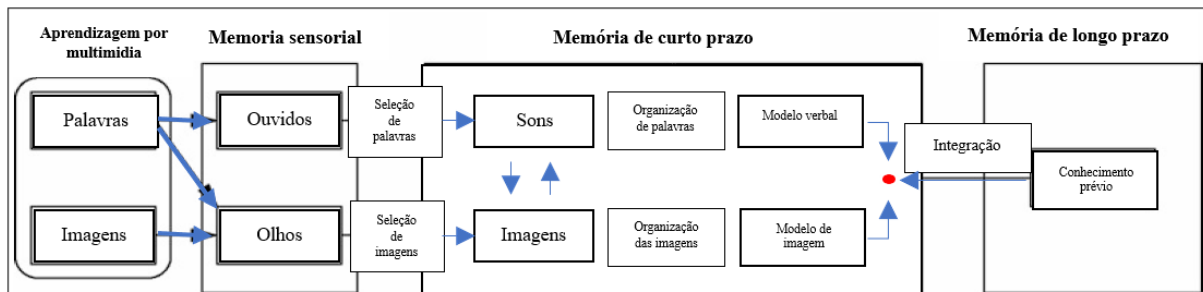 Aprendizagem por
multimidia
Memoria sensorial
Memória de curto prazo
Memória de longo prazo
Palavras
Ouvidos
Seleção
de
palavras
Sons
Organização
de palavras
Modelo verbal
Integração
Conhecimento
prévio
Imagens
Olhos
Seleção
de
imagens
Imagens
Organização
das imagens
Modelo de
imagem